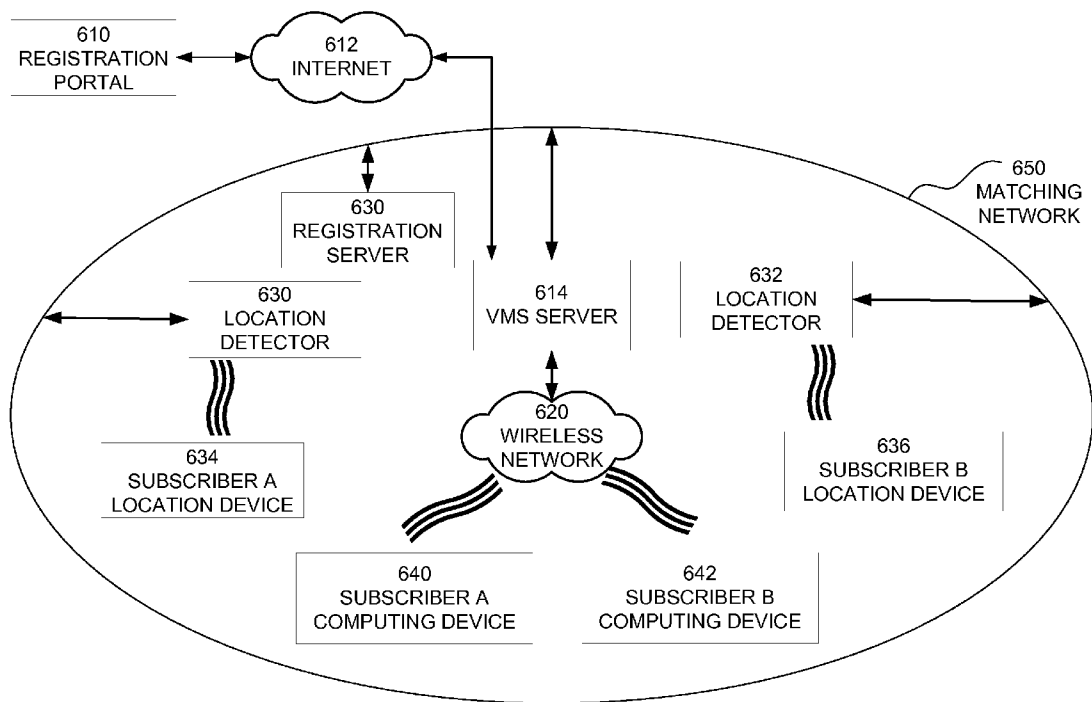 610
REGISTRATION
PORTAL
612
INTERNET
650
MATCHING
NETWORK
630
REGISTRATION
SERVER
630
LOCATION
DETECTOR
614
VMS SERVER
632
LOCATION
DETECTOR
620
WIRELESS
NETWORK
634
SUBSCRIBER A
LOCATION DEVICE
636
SUBSCRIBER B
LOCATION DEVICE
640
SUBSCRIBER A
COMPUTING DEVICE
642
SUBSCRIBER B
COMPUTING DEVICE